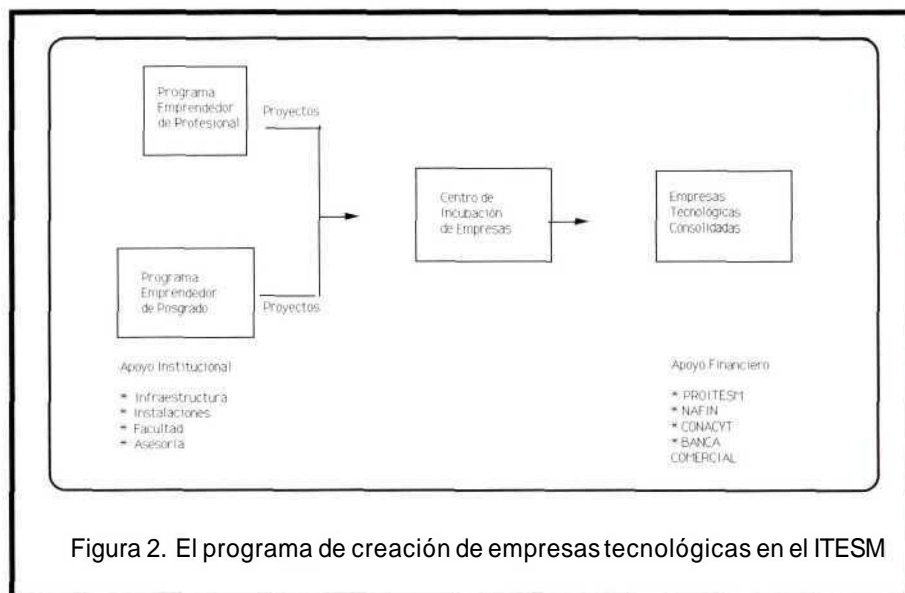 Programa
Emprendedor
de Profesional
Proyectos
Centro de
Incubación
de Empresas
Empresas
Tecnológicas
Consolidadas
Programa
Emprendedor
de Posgrado
Proyectos
Apoyo Institucional
* Infraestructura
* Instalaciones
* Facultad
* Asesoría
Apoyo Financiero
* PROITESM
* NAFIN
* CONACYT
* BANCA
COMERCIAL
Figura 2. El programa de creación de empresas tecnológicas en el ITESM